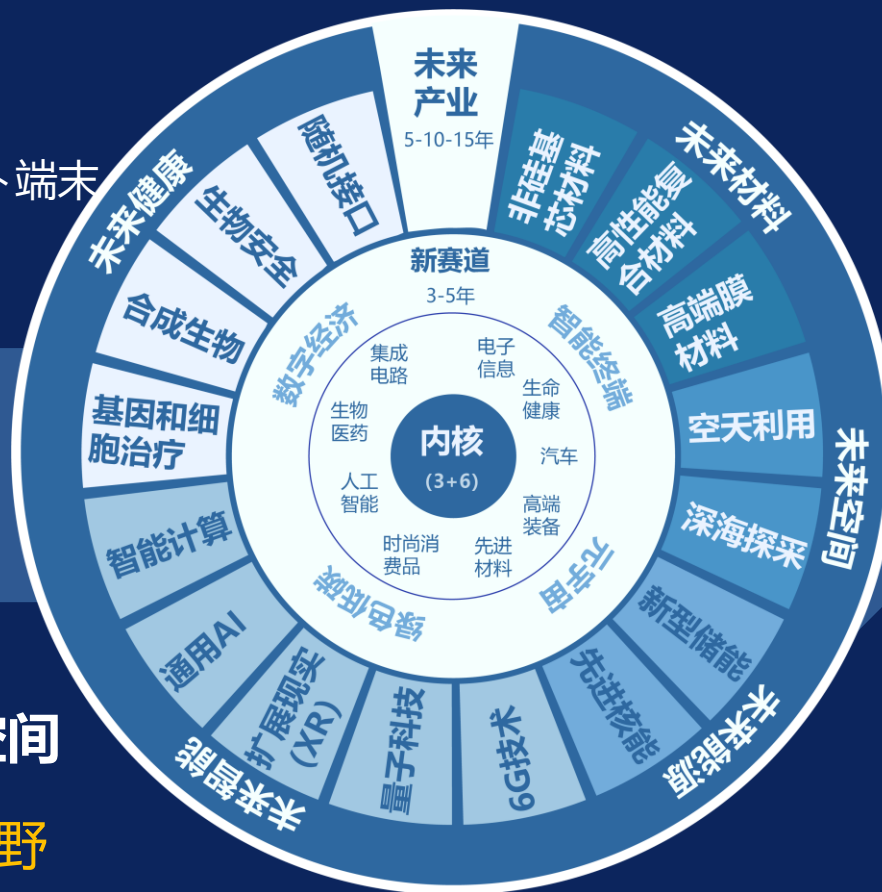 未来
产业
5-10-15年
未来健康
随机接口
生物安全
合成生物
基因和细
胞治疗
未来材料
非硅基
芯材料
高性能复
合材料
高端膜
材料
未来空间
空天利用
深海探采
未来能源
新型储能
先进核能
未来智能
6G技术
量子科技
扩展现实
(XR)
通用AI
智能计算
新赛道
3-5年
数字经济
智能终端
元宇宙
绿色低碳
集成
电路
电子
信息
生命
健康
汽车
高端
装备
先进
材料
时尚消
费品
人工
智能
生物
医药
内核
(3+6)
端末
空间
野